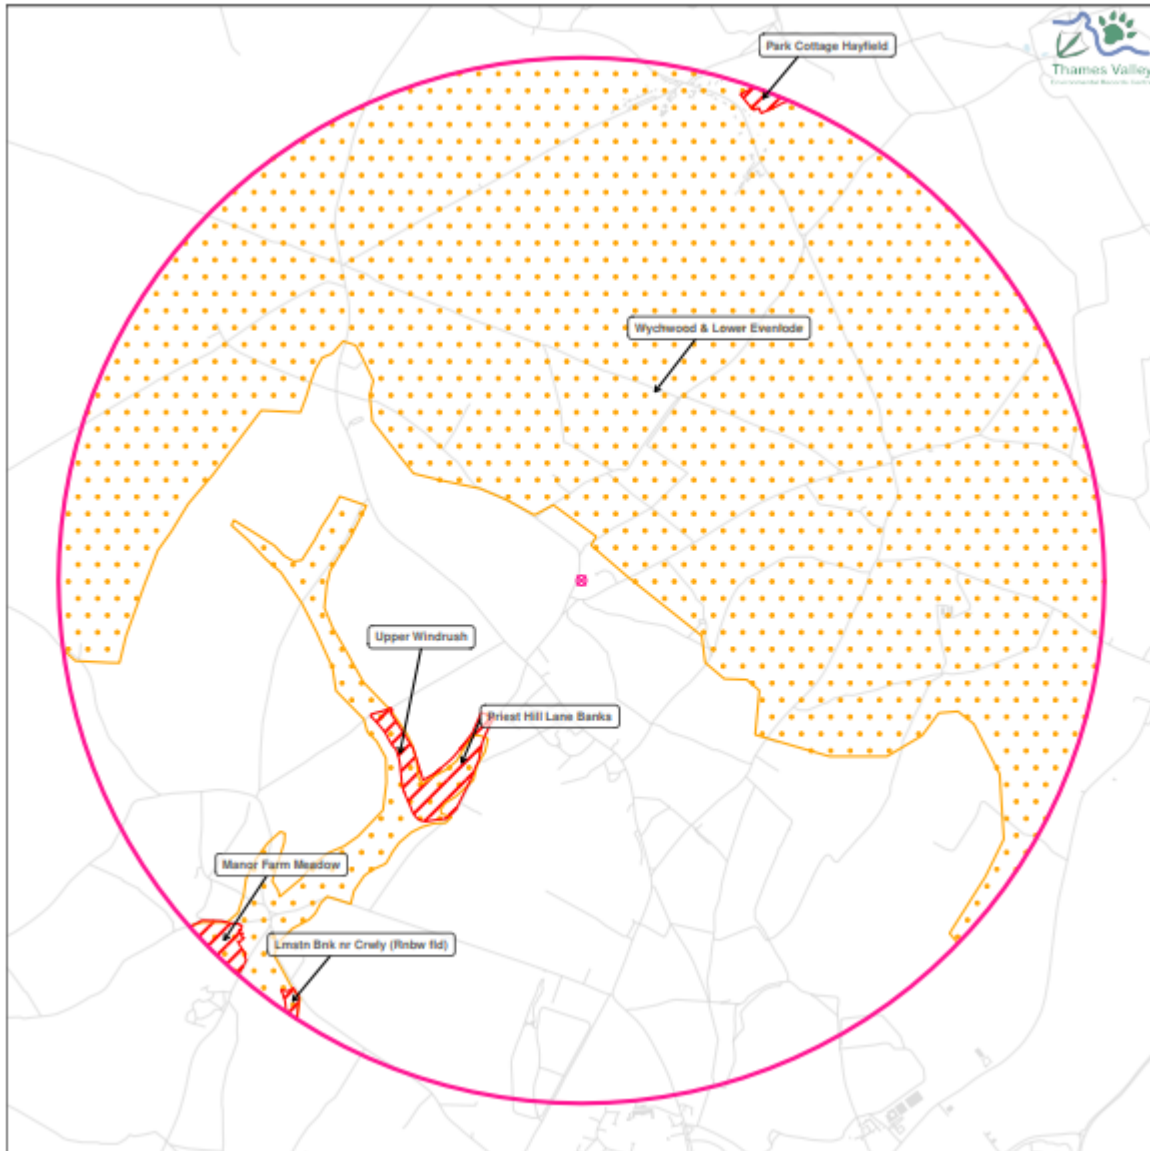 Park Cottage Hayfield
Thames Valley
Wychwood & Lower Evenlode
Upper Windrush
Priest Hill Lane Banks
Manor Farm Meadow
Lmstn Bnk nr Crwly (Rnbw fld)